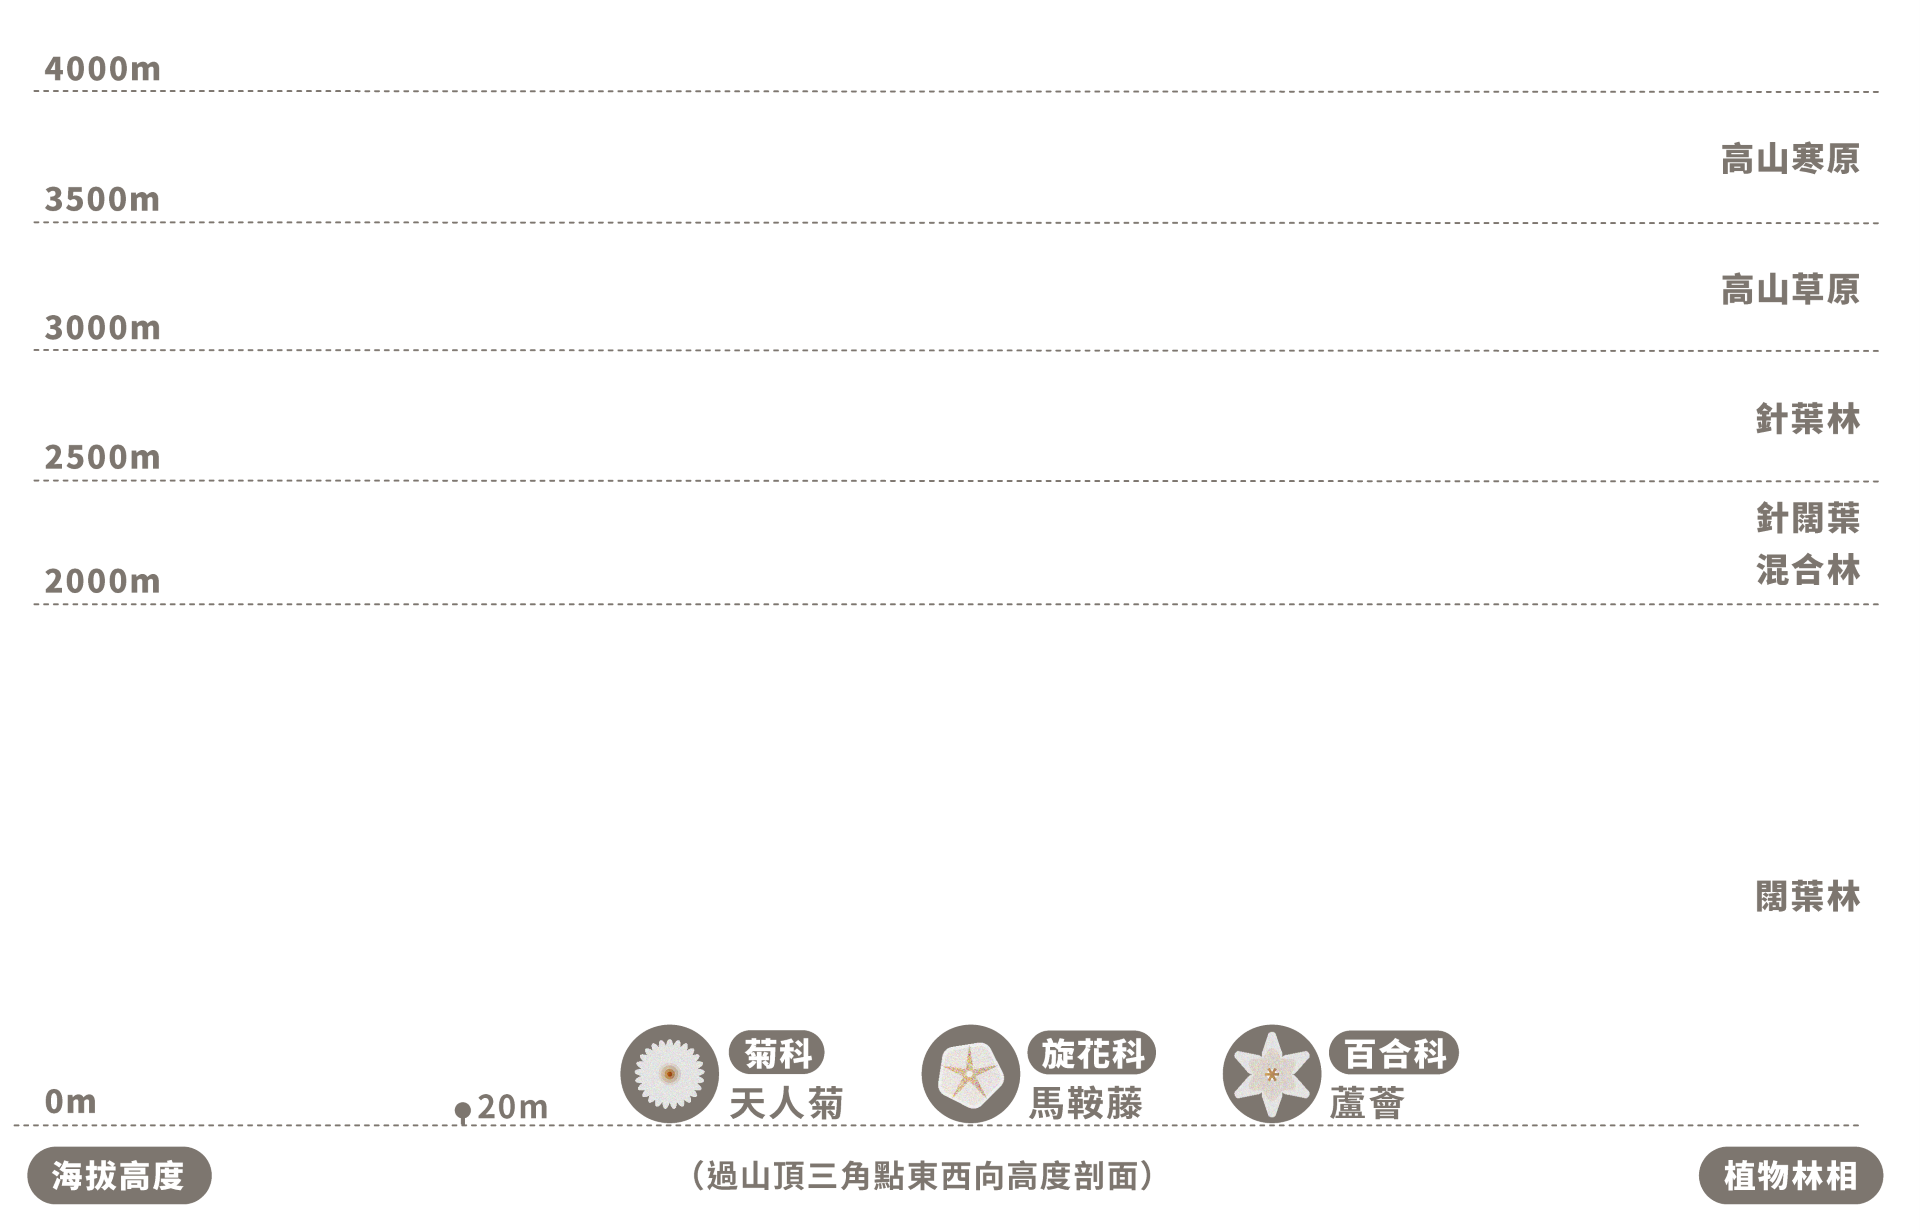 4000m
高山寒原
3500m
高山草原
3000m
針葉林
2500m
針闊葉
混合林
2000m
闊葉林
菊科
天人菊
旋花科
馬鞍藤
百合科
蘆薈
0m
20m
海拔高度
（過山頂三角點東西向高度剖面）
植物林相